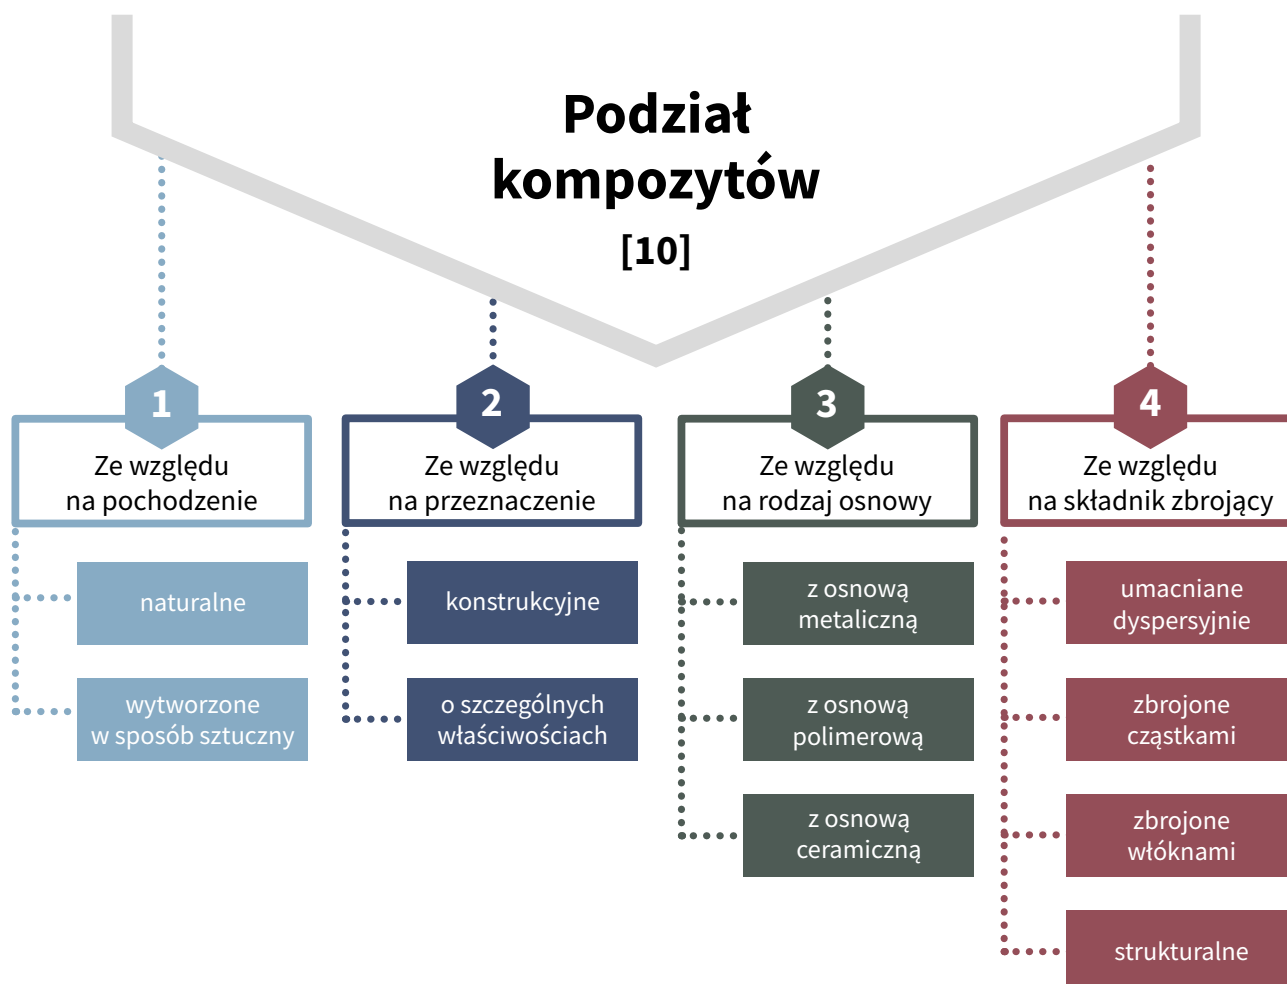 Podział
kompozytów
[10]
1
Ze względu
na pochodzenie
naturalne
wytworzone
w sposób sztuczny
2
Ze względu
na przeznaczenie
konstrukcyjne
o szczególnych
właściwościach
3
Ze względu
na rodzaj osnowy
z osnową
metaliczną
z osnową
polimerową
z osnową
ceramiczną
4
Ze względu
na składnik zbrojący
umacniane
dyspersyjnie
zbrojone
cząstkami
zbrojone
włóknami
strukturalne